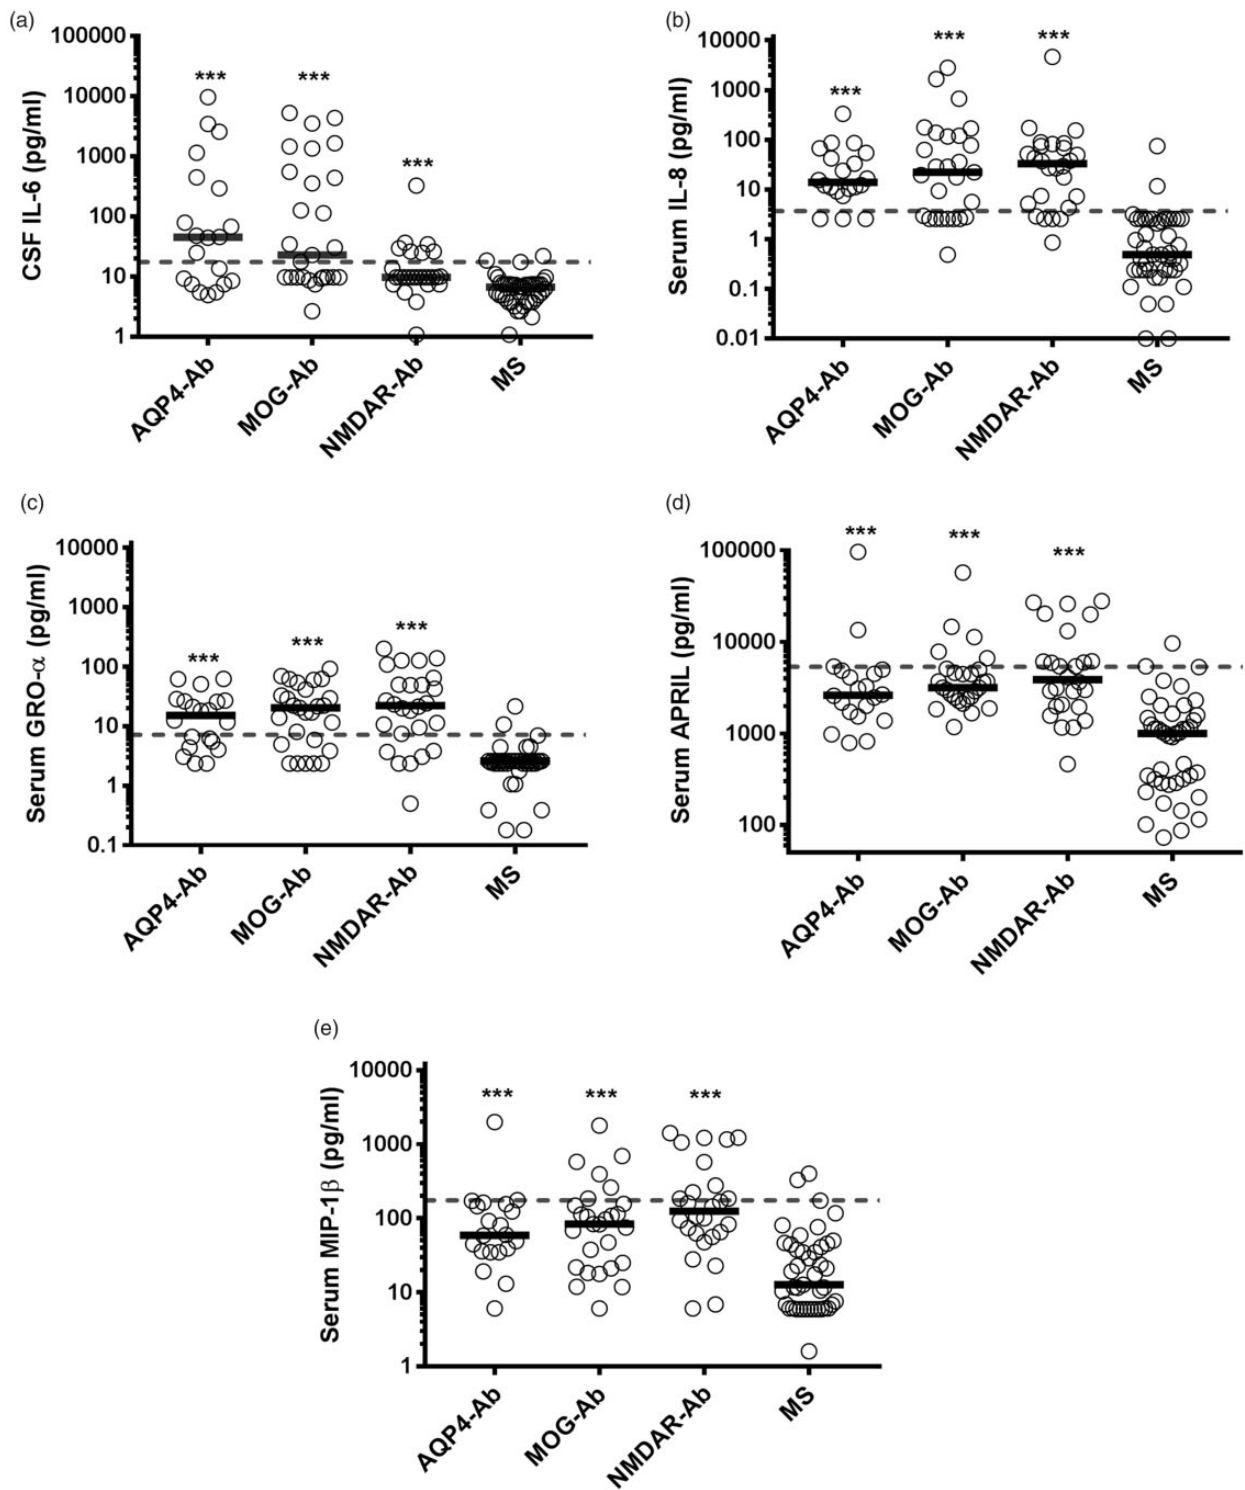 (a)
CSF IL-6 (pg/ml)
100000
10000
1000
100
10
1
*** *** ***
AQP4-Ab
MOG-Ab
NMDAR-Ab
MS
(b)
Serum IL-8 (pg/ml)
10000
1000
100
10
1
0.1
0.01
*** *** ***
AQP4-Ab
MOG-Ab
NMDAR-Ab
MS
(c)
Serum GRO-α (pg/ml)
10000
1000
100
10
1
0.1
*** *** ***
AQP4-Ab
MOG-Ab
NMDAR-Ab
MS
(d)
Serum APRIL (pg/ml)
100000
10000
1000
100
*** *** ***
AQP4-Ab
MOG-Ab
NMDAR-Ab
MS
(e)
Serum MIP-1β (pg/ml)
10000
1000
100
10
1
*** *** ***
AQP4-Ab
MOG-Ab
NMDAR-Ab
MS